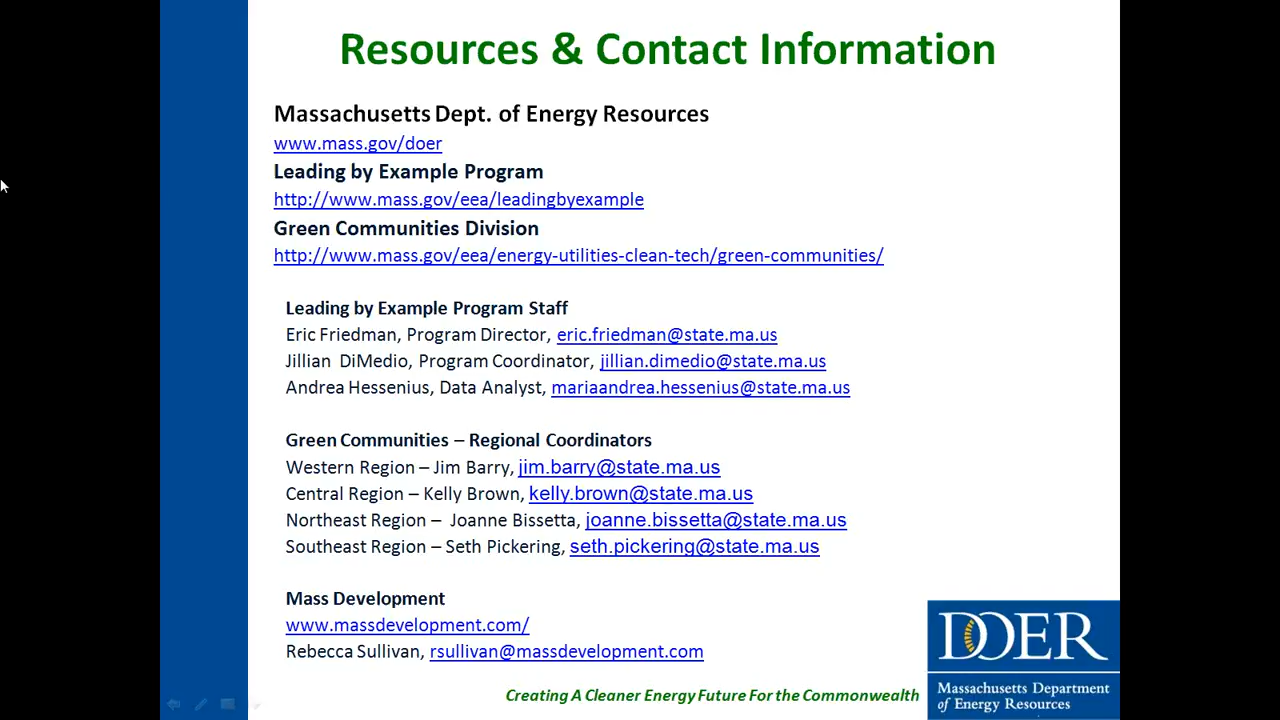 Resources & Contact Information
Massachusetts Dept. of Energy Resources
www.mass.gov/doer
Leading by Example Program
http://www.mass.gov/eea/leadingbyexample
Green Communities Division
http://www.mass.gov/eea/energy-utilities-clean-tech/green-communities/
Leading by Example Program Staff
Eric Friedman, Program Director, eric.friedman@state.ma.us
Jillian DiMedio, Program Coordinator, jillian.dimedio@state.ma.us
Andrea Hessenius, Data Analyst, mariaandrea.hessenius@state.ma.us
Green Communities – Regional Coordinators
Western Region – Jim Barry, jim.barry@state.ma.us
Central Region – Kelly Brown, kelly.brown@state.ma.us
Northeast Region – Joanne Bissetta, joanne.bissetta@state.ma.us
Southeast Region – Seth Pickering, seth.pickering@state.ma.us
Mass Development
www.massdevelopment.com/
Rebecca Sullivan, rsullivan@massdevelopment.com
Creating A Cleaner Energy Future For the Commonwealth
DOER
Massachusetts Department
of Energy Resources